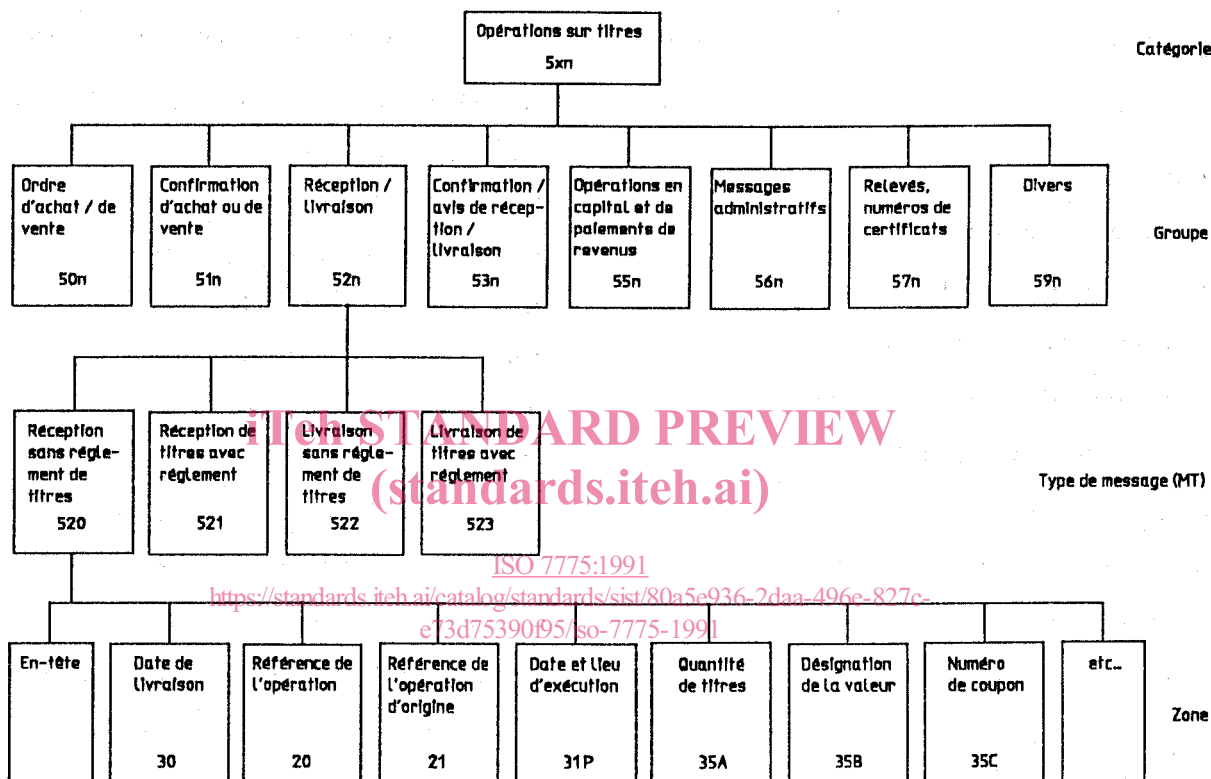 Opérations sur titres
5xn
Catégorie
Ordre
d'achat / de
vente
50n
Confirmation
d'achat ou de
vente
51n
Réception /
livraison
52n
Confirmation /
avis de récep-
tion /
livraison
53n
Opérations en
capital et de
paiements de
revenus
55n
Messages
administratifs
56n
Relevés,
numéros de
certificats
57n
Divers
59n
Groupe
Réception
sans régle-
ment de
titres
520
Réception de
titres avec
réglement
521
Livraison
sans régle-
ment de
titres
522
Livraison de
titres avec
réglement
523
Type de message (MT)
iTeh STANDARD PREVIEW
(standards.iteh.ai)
ISO 7775:1991
https://standards.iteh.ai/catalog/standards/sist/80a5e936-2daa-496e-827c-
e73d75390f95/iso-7775-1991
En-tête
Date de
livraison
30
Référence de
l'opération
20
Référence de
l'opération
d'origine
21
Date et lieu
d'exécution
31P
Quantité
de titres
35A
Désignation
de la valeur
35B
Numéro
de coupon
35C
etc..
Zone